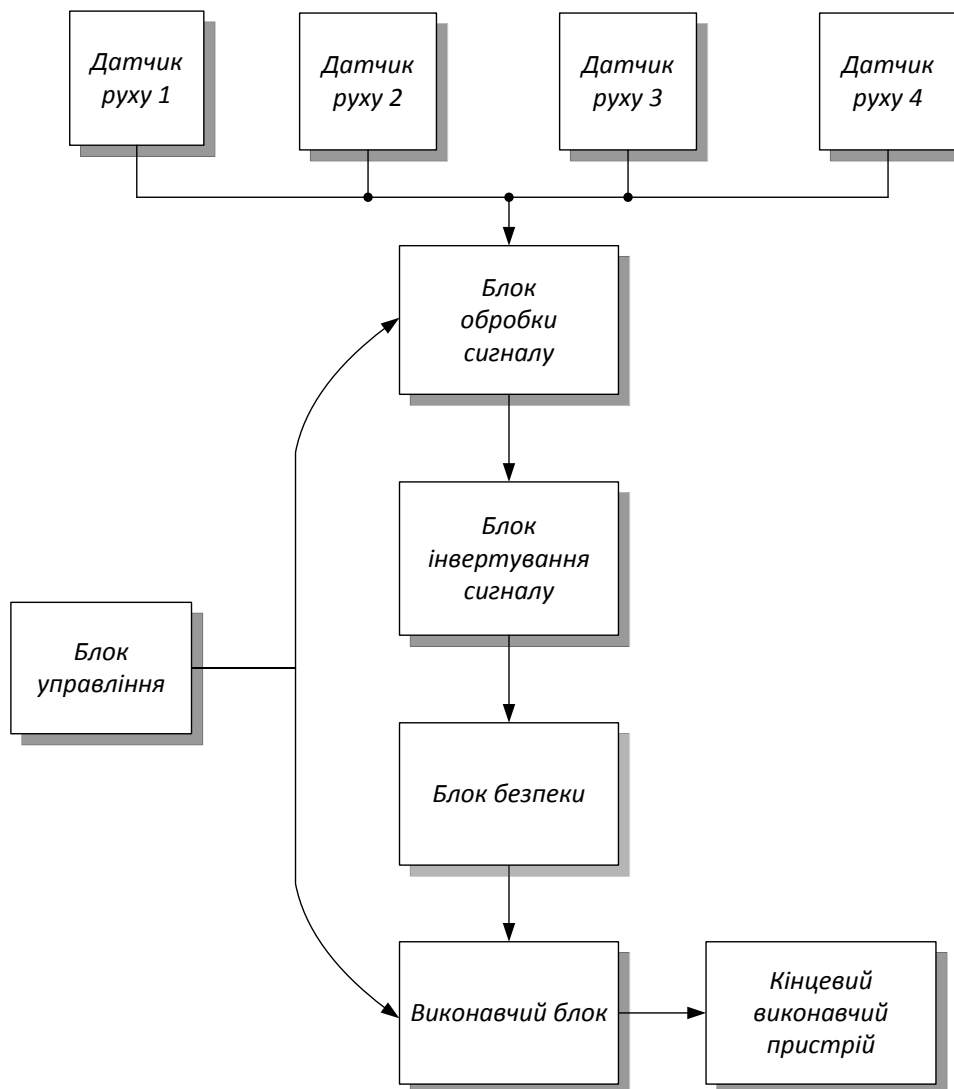 Датчик
руху 1
Датчик
руху 2
Датчик
руху 3
Датчик
руху 4
Блок
обробки
сигналу
Блок
інвертування
сигналу
Блок
управління
Блок безпеки
Виконавчий блок
Кінцевий
виконавчий
пристрій